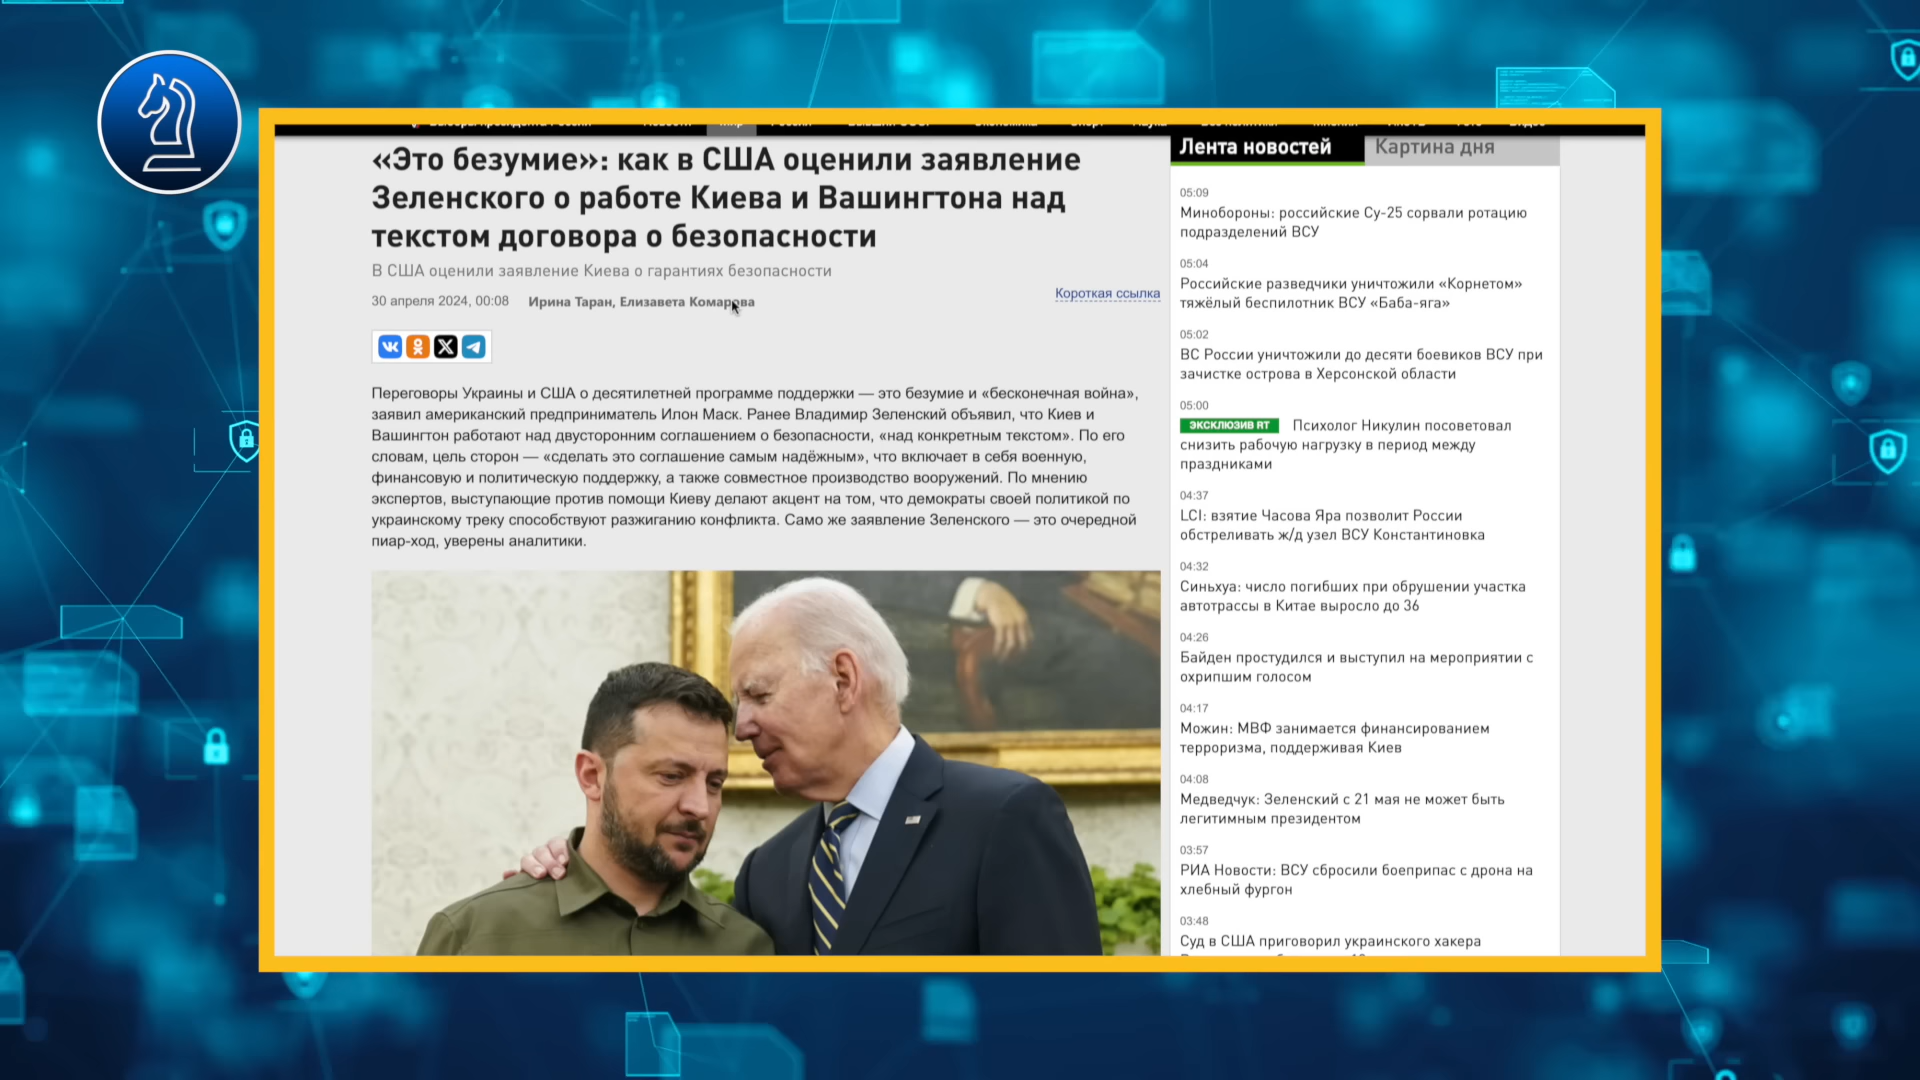 «Это безумие»: как в США оценили заявление
Зеленского о работе Киева и Вашингтона над
текстом договора о безопасности
В США оценили заявление Киева о гарантиях безопасности
30 апреля 2024, 00:08 Ирина Таран, Елизавета Комарова
Короткая ссылка
Переговоры Украины и США о десятилетней программе поддержки — это безумие и «бесконечная война»,
заявил американский предприниматель Илон Маск. Ранее Владимир Зеленский объявил, что Киев и
Вашингтон работают над двусторонним соглашением о безопасности, «над конкретным текстом». По его
словам, цель сторон — «сделать это соглашение самым надёжным», что включает в себя военную,
финансовую и политическую поддержку, а также совместное производство вооружений. По мнению
экспертов, выступающие против помощи Киеву делают акцент на том, что демократы своей политикой по
украинскому треку способствуют разжиганию конфликта. Само же заявление Зеленского — это очередной
пиар-ход, уверены аналитики.
Лента новостей Картина дня
05:09
Минобороны: российские Су-25 сорвали ротацию
подразделений ВСУ
05:04
Российские разведчики уничтожили «Корнетом»
тяжёлый беспилотник ВСУ «Баба-яга»
05:02
ВС России уничтожили до десяти боевиков ВСУ при
зачистке острова в Херсонской области
05:00
ЭКСКЛЮЗИВ RT Психолог Никулин посоветовал
снизить рабочую нагрузку в период между
праздниками
04:37
LCI: взятие Часова Яра позволит России
обстреливать ж/д узел ВСУ Константиновка
04:32
Синьхуа: число погибших при обрушении участка
автотрассы в Китае выросло до 36
04:26
Байден простудился и выступил на мероприятии с
охрипшим голосом
04:17
Можин: МВФ занимается финансированием
терроризма, поддерживая Киев
04:08
Медведчук: Зеленский с 21 мая не может быть
легитимным президентом
03:57
РИА Новости: ВСУ сбросили боеприпас с дрона на
хлебный фургон
03:48
Суд в США приговорил украинского хакера